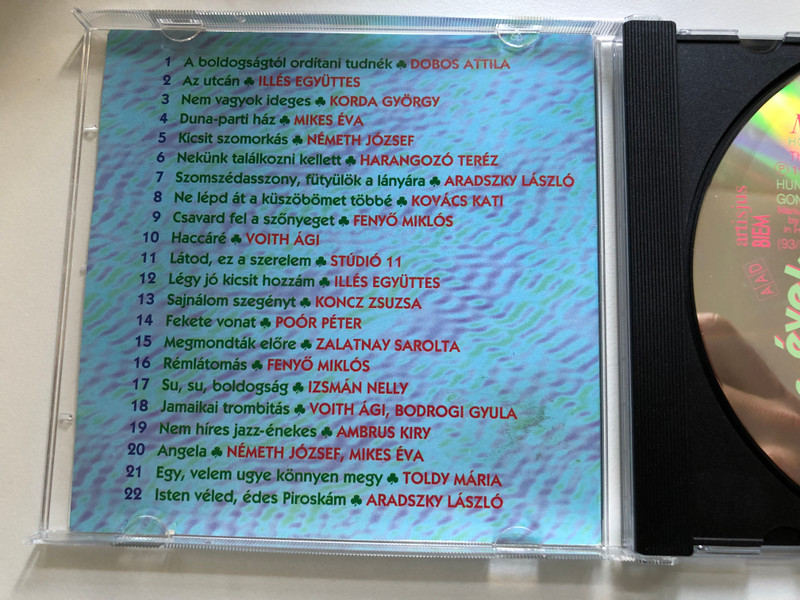 1 A boldogságtól ordítani tudnék ♣ DOBOS ATTILA
2 Az utcán ♣ ILLÉS EGYÜTTES
3 Nem vagyok ideges ♣ KORDA GYÖRGY
4 Duna-parti ház ♣ MIKES ÉVA
5 Kicsit szomorkás ♣ NÉMETH JÓZSEF
6 Nekünk találkozni kellett ♣ HARANGOZÓ TERÉZ
7 Szomszédasszony, fütyülök a lányára ♣ ARADSZKY LÁSZLÓ
8 Ne lépd át a küszöbömet többé ♣ KOVÁCS KATI
9 Csavard fel a szőnyeget ♣ FENYŐ MIKLÓS
10 Haccáré ♣ VOITH ÁGI
11 Látod, ez a szerelem ♣ STÚDIÓ 11
12 Légy jó kicsit hozzám ♣ ILLÉS EGYÜTTES
13 Sajnálom szegényt ♣ KONCZ ZSUZSA
14 Fekete vonat ♣ POÓR PÉTER
15 Megmondták előre ♣ ZALATNAY SAROLTA
16 Rémlátomás ♣ FENYŐ MIKLÓS
17 Su, su, boldogság ♣ IZSMÁN NELLY
18 Jamaikai trombitás ♣ VOITH ÁGI, BODROGI GYULA
19 Nem híres jazz-énekes ♣ AMBRUS KIRY
20 Angela ♣ NÉMETH JÓZSEF, MIKES ÉVA
21 Egy, velem ugye könnyen megy ♣ TOLDY MÁRIA
22 Isten véled, édes Piroskám ♣ ARADSZKY LÁSZLÓ
artisjus
BIEM
AAD